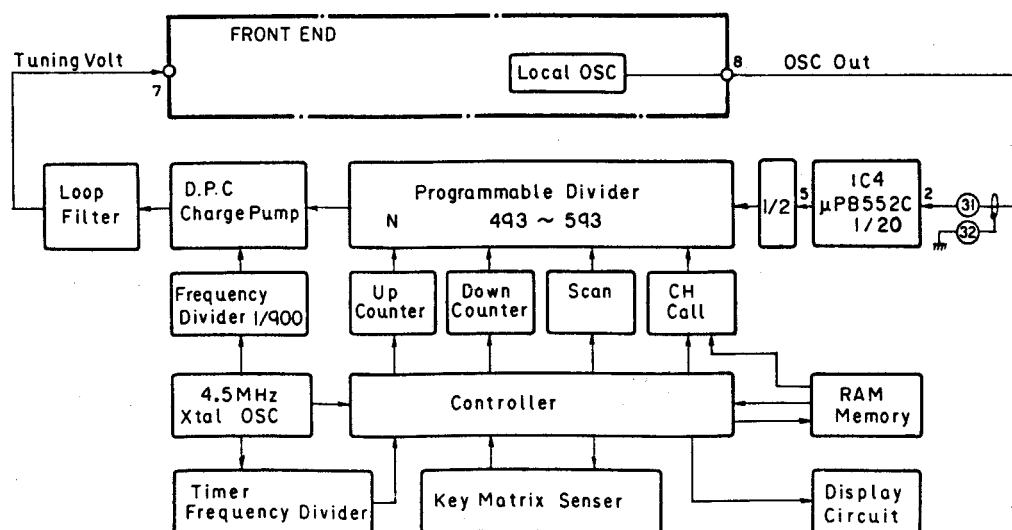 FRONT END
Tuning Volt
Local OSC
8
OSC Out
7
Loop
Filter
D.P.C
Charge Pump
Programmable Divider
N 493 ~ 593
1/2
5
IC4
μPB552C
1/20
2
31
32
Frequency
Divider 1/900
Up
Counter
Down
Counter
Scan
CH
Call
4.5MHz
Xtal OSC
Controller
RAM
Memory
Timer
Frequency Divider
Key Matrix Senser
Display
Circuit